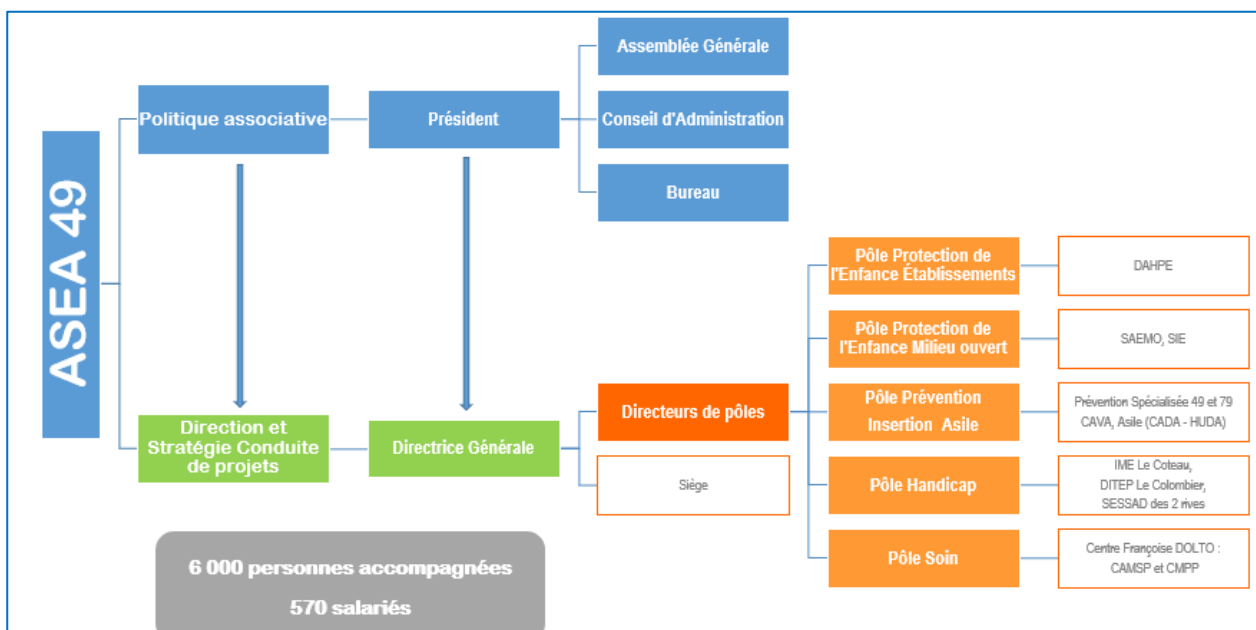 ASEA 49
Politique associative
Président
Assemblée Générale
Conseil d'Administration
Bureau
Direction et
Stratégie Conduite
de projets
Directrice Générale
Directeurs de pôles
Siège
Pôle Protection de
l'Enfance Établissements
DAHPE
Pôle Protection de
l'Enfance Milieu ouvert
SAEMO, SIE
Pôle Prévention
Insertion Asile
Prévention Spécialisée 49 et 79
CAVA, Asile (CADA - HUDA)
Pôle Handicap
IME Le Coteau,
DITEP Le Colombier,
SESSAD des 2 rives
Pôle Soin
Centre Françoise DOLTO :
CAMSP et CMPP
6 000 personnes accompagnées
570 salariés